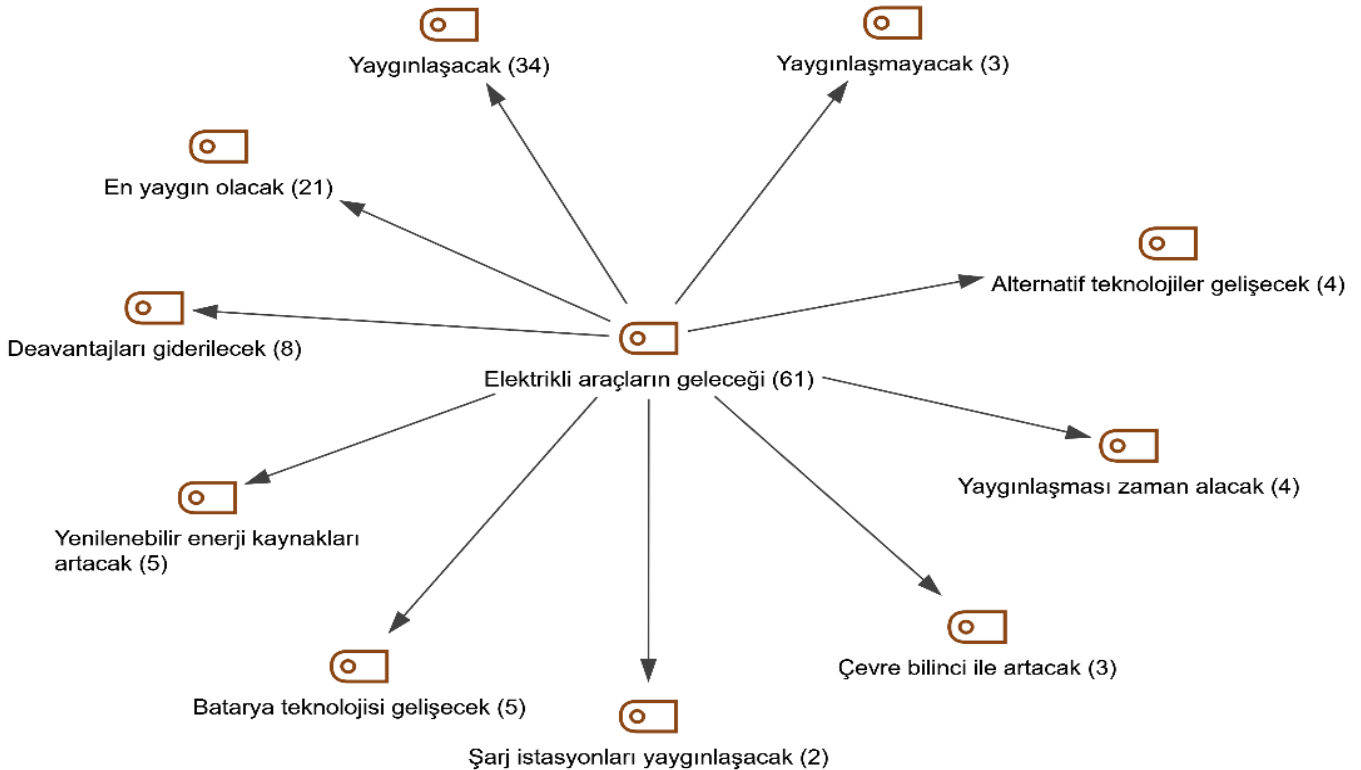 Yaygınlaşacak (34)
Yaygınlaşmayacak (3)
En yaygın olacak (21)
Alternatif teknolojiler gelişecek (4)
Deavantajları giderilecek (8)
Elektrikli araçların geleceği (61)
Yaygınlaşması zaman alacak (4)
Yenilenebilir enerji kaynakları
artacak (5)
Çevre bilinci ile artacak (3)
Batarya teknolojisi gelişecek (5)
Şarj istasyonları yaygınlaşacak (2)